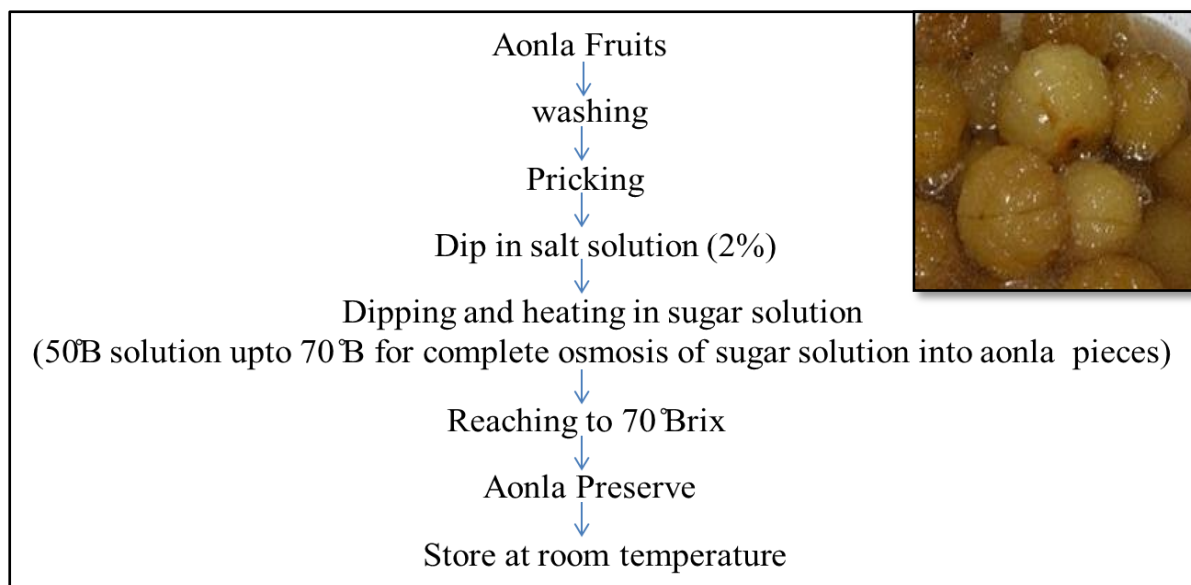 Aonla Fruits
washing
Pricking
Dip in salt solution (2%)
Dipping and heating in sugar solution
(50°B solution upto 70°B for complete osmosis of sugar solution into aonla pieces)
Reaching to 70°Brix
Aonla Preserve
Store at room temperature